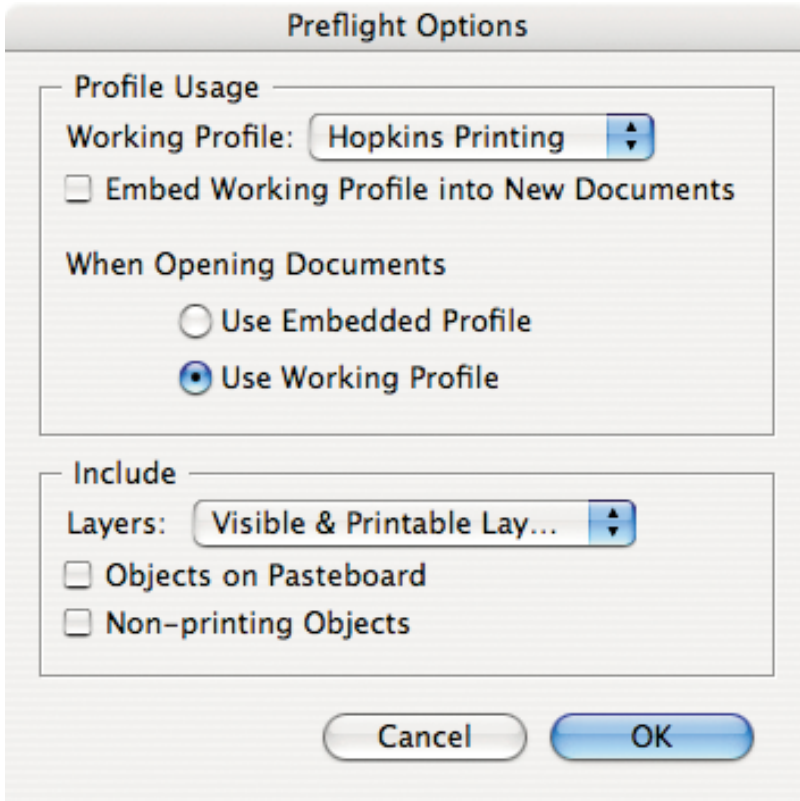 Preflight Options
Profile Usage
Working Profile: Hopkins Printing
Embed Working Profile into New Documents
When Opening Documents
Use Embedded Profile
Use Working Profile
Include
Layers: Visible & Printable Lay...
Objects on Pasteboard
Non-printing Objects
Cancel OK